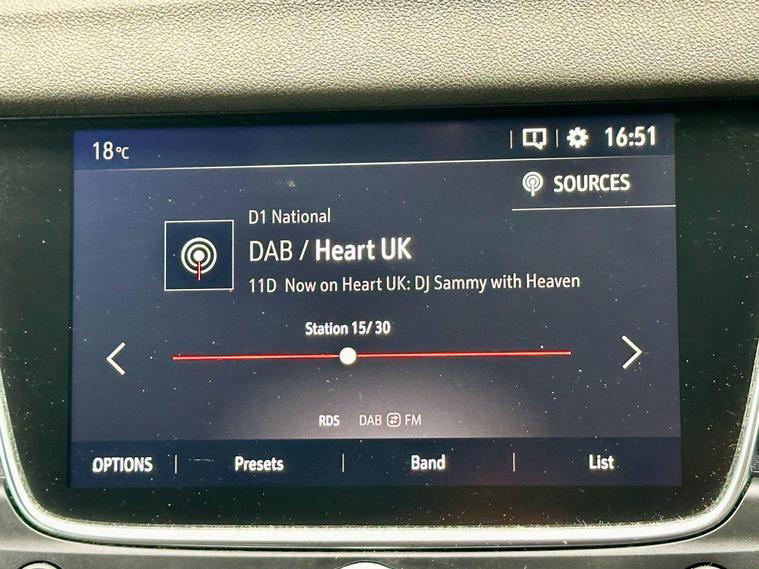 18°C
16:51
SOURCES
D1 National
DAB / Heart UK
11D Now on Heart UK: DJ Sammy with Heaven
Station 15/ 30
RDS DAB FM
OPTIONS Presets Band List